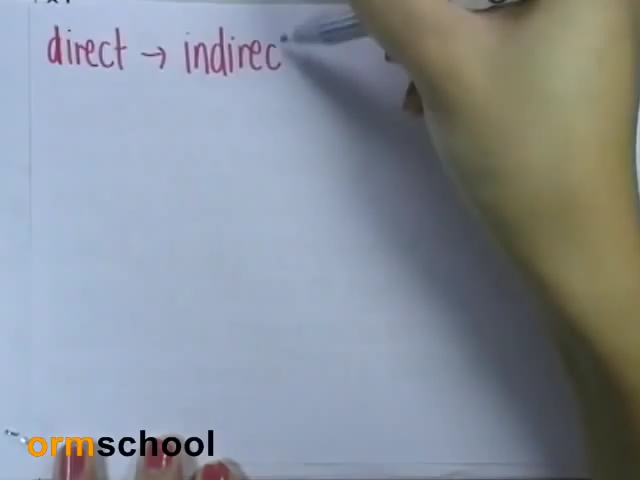 direct → indirec
ormschool